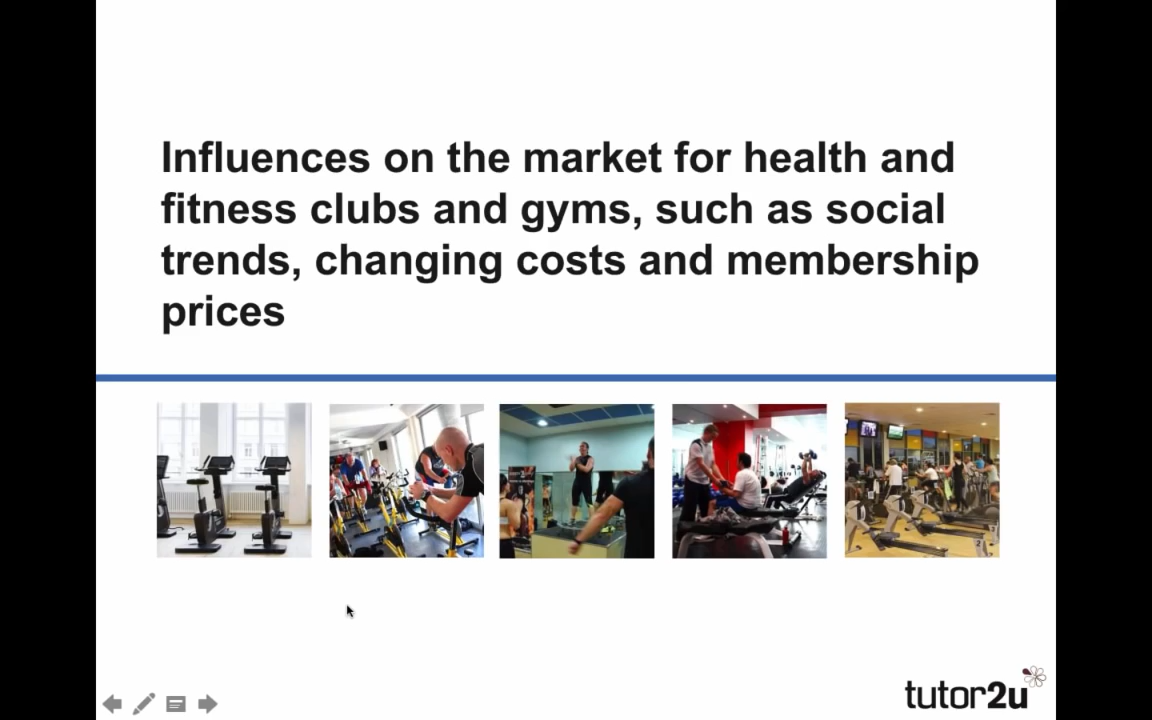 Influences on the market for health and
fitness clubs and gyms, such as social
trends, changing costs and membership
prices
tutor2u